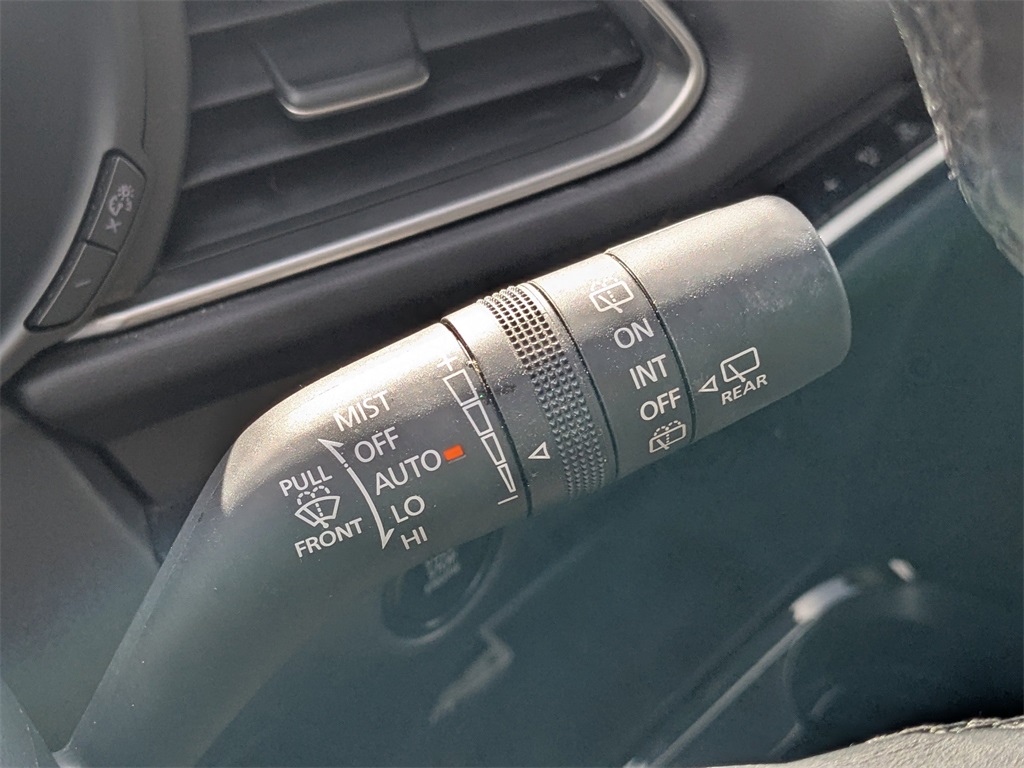 MIST
OFF
AUTO
LO
HI
PULL
FRONT
+
-
ON
INT
OFF
REAR